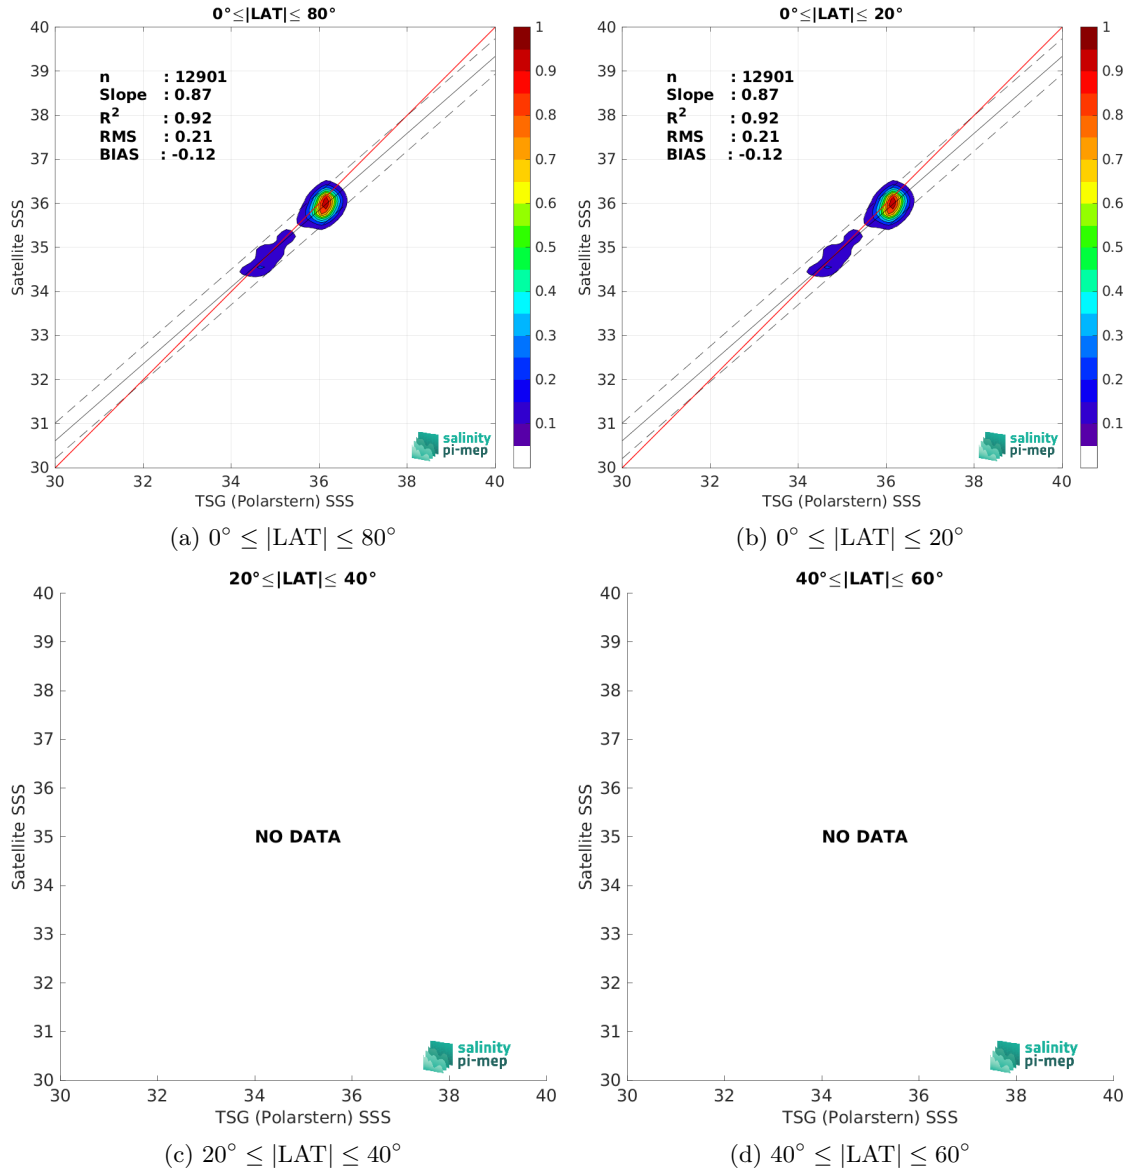 0°≤|LAT|≤ 80°
40
39
38
37
36
35
34
33
32
31
30
Satellite SSS
n : 12901
Slope : 0.87
R² : 0.92
RMS : 0.21
BIAS : -0.12
salinity
pi-mep
30 32 34 36 38 40
TSG (Polarstern) SSS
1
0.9
0.8
0.7
0.6
0.5
0.4
0.3
0.2
0.1
(a) 0° ≤ |LAT| ≤ 80°
0°≤|LAT|≤ 20°
40
39
38
37
36
35
34
33
32
31
30
Satellite SSS
n : 12901
Slope : 0.87
R² : 0.92
RMS : 0.21
BIAS : -0.12
salinity
pi-mep
30 32 34 36 38 40
TSG (Polarstern) SSS
1
0.9
0.8
0.7
0.6
0.5
0.4
0.3
0.2
0.1
(b) 0° ≤ |LAT| ≤ 20°
20°≤|LAT|≤ 40°
40
39
38
37
36
35
34
33
32
31
30
Satellite SSS
NO DATA
salinity
pi-mep
30 32 34 36 38 40
TSG (Polarstern) SSS
(c) 20° ≤ |LAT| ≤ 40°
40°≤|LAT|≤ 60°
40
39
38
37
36
35
34
33
32
31
30
Satellite SSS
NO DATA
salinity
pi-mep
30 32 34 36 38 40
TSG (Polarstern) SSS
(d) 40° ≤ |LAT| ≤ 60°